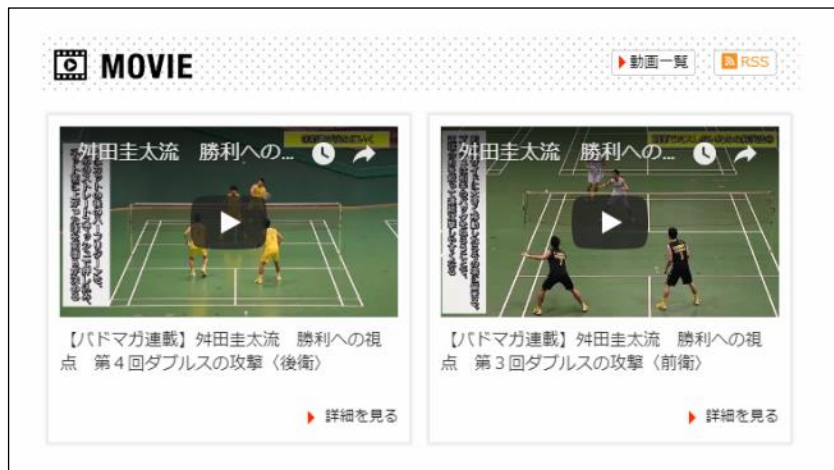 MOVIE
動画一覧
RSS
舛田圭太流 勝利への...
舛田圭太流 勝利への...
【バドマガ連載】舛田圭太流 勝利への視
点 第4回ダブルスの攻撃〈後衛〉
詳細を見る
【バドマガ連載】舛田圭太流 勝利への視
点 第3回ダブルスの攻撃〈前衛〉
詳細を見る